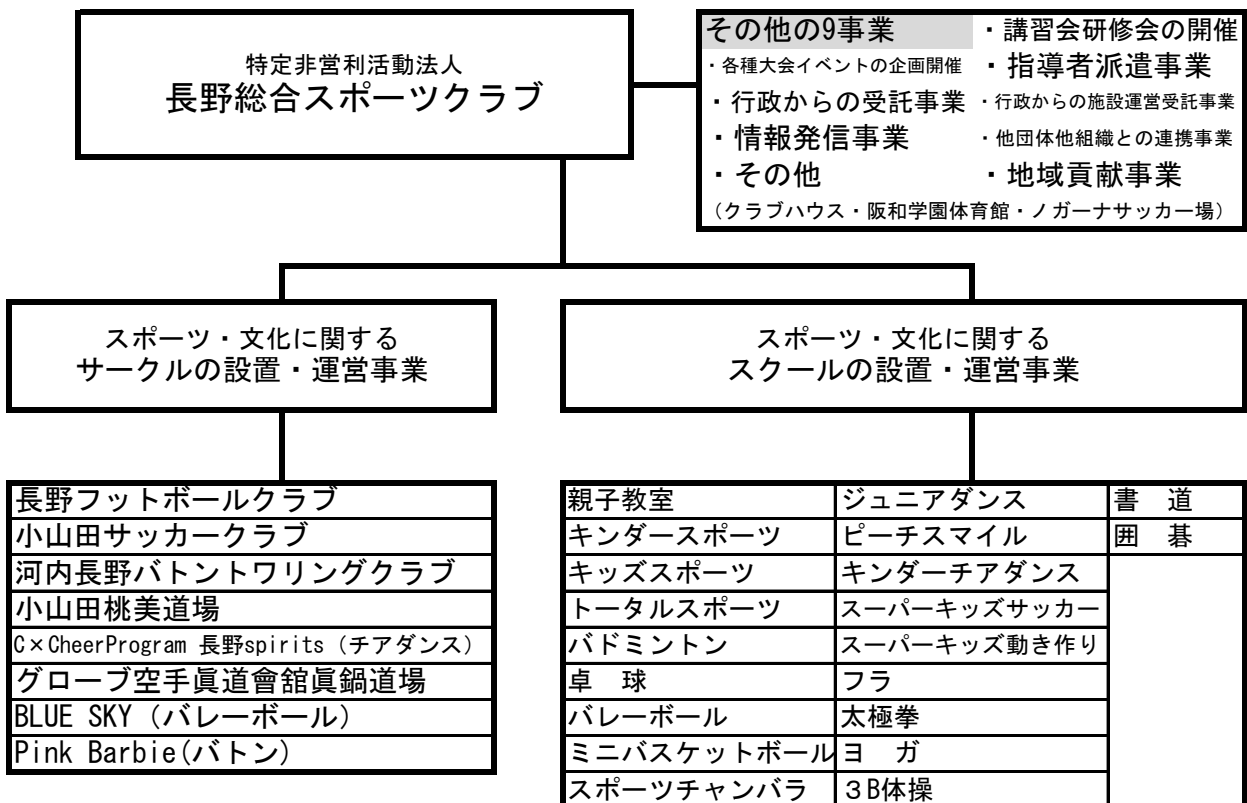 特定非営利活動法人
長野総合スポーツクラブ
その他の9事業
・講習会研修会の開催
・各種大会イベントの企画開催
・指導者派遣事業
・行政からの受託事業
・行政からの施設運営受託事業
・情報発信事業
・他団体他組織との連携事業
・その他
・地域貢献事業
（クラブハウス・阪和学園体育館・ノガーナサッカー場）
スポーツ・文化に関する
サークルの設置・運営事業
スポーツ・文化に関する
スクールの設置・運営事業
長野フットボールクラブ
小山田サッカークラブ
河内長野バトントワリングクラブ
小山田桃美道場
C×CheerProgram 長野spirits（チアダンス）
グローブ空手眞道會舘眞鍋道場
BLUE SKY（バレーボール）
Pink Barbie(バトン)
親子教室
ジュニアダンス
書　道
キンダースポーツ
ピーチスマイル
囲　碁
キッズスポーツ
キンダーチアダンス
トータルスポーツ
スーパーキッズサッカー
バドミントン
スーパーキッズ動き作り
卓　球
フラ
バレーボール
太極拳
ミニバスケットボール
ヨ　ガ
スポーツチャンバラ
３B体操